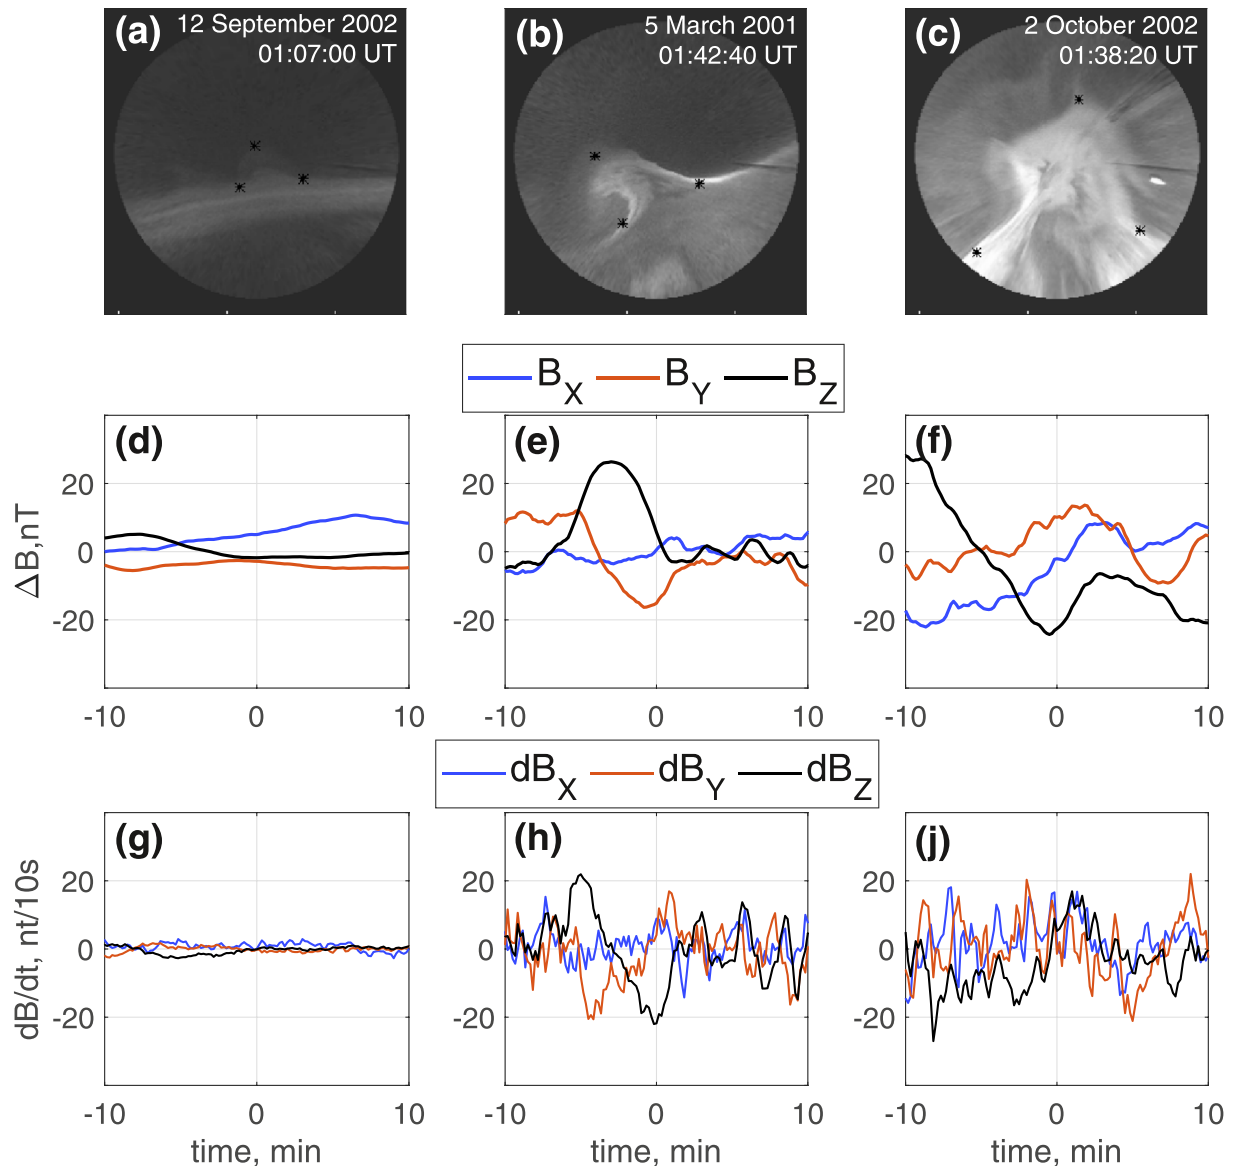 (a) 12 September 2002
01:07:00 UT
(b) 5 March 2001
01:42:40 UT
(c) 2 October 2002
01:38:20 UT
B_X B_Y B_Z
(d) (e) (f)
ΔB,nT
20 20 20
0 0 0
-20 -20 -20
-10 0 10 -10 0 10 -10 0 10
dB_X dB_Y dB_Z
(g) (h) (j)
dB/dt, nt/10s
20 20 20
0 0 0
-20 -20 -20
-10 0 10 -10 0 10 -10 0 10
time, min time, min time, min